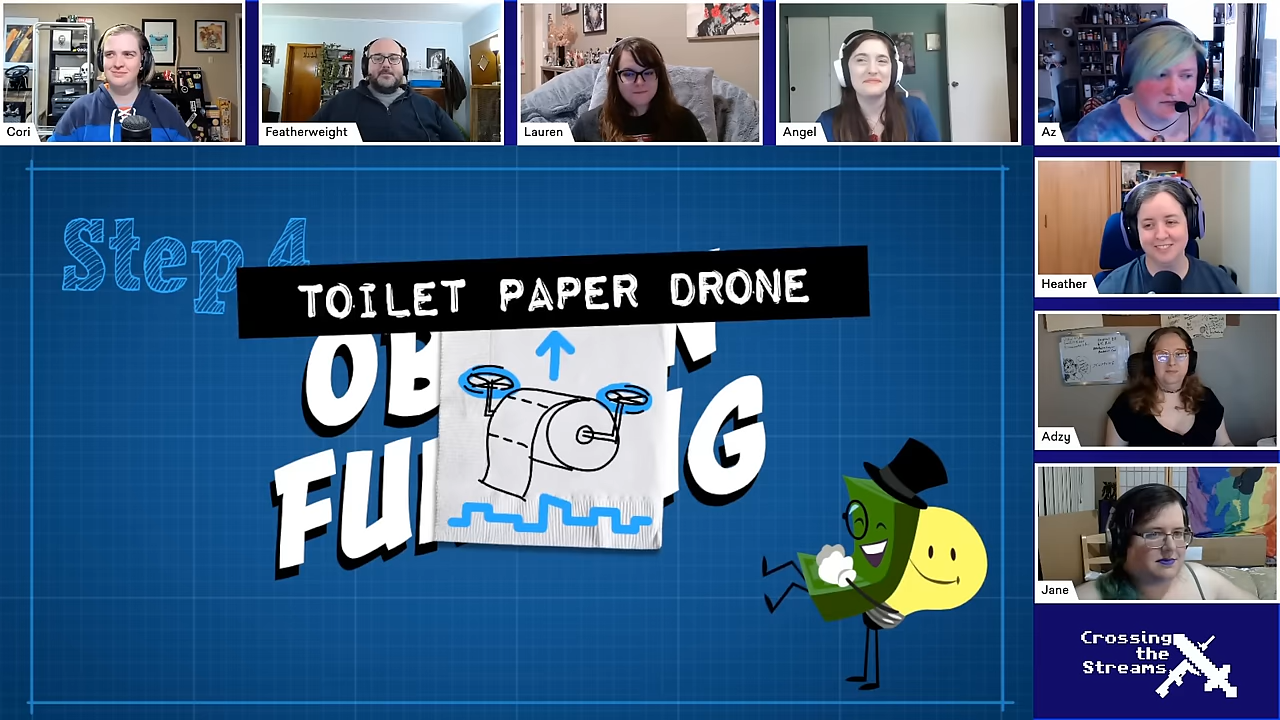 Cori
Featherweight
Lauren
Angel
Az
Heather
Adzy
Jane
Step 4
TOILET PAPER DRONE
Crossing
the
Streams